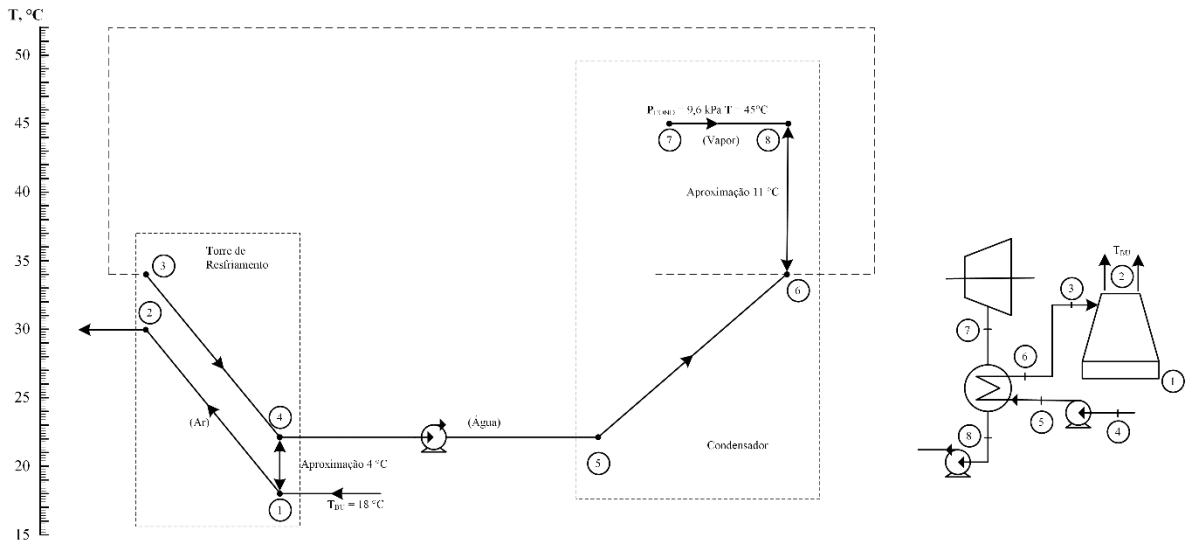 T, °C
50
45
40
35
30
25
20
15
3
Torre de
Resfriamento
2
(Ar)
4
Aproximação 4 °C
1
T_BU = 18 °C
(Água)
5
P_COND = 9,6 kPa T = 45°C
7
(Vapor)
8
Aproximação 11 °C
6
Condensador
T_BU
2
3
7
6
1
5
4
8